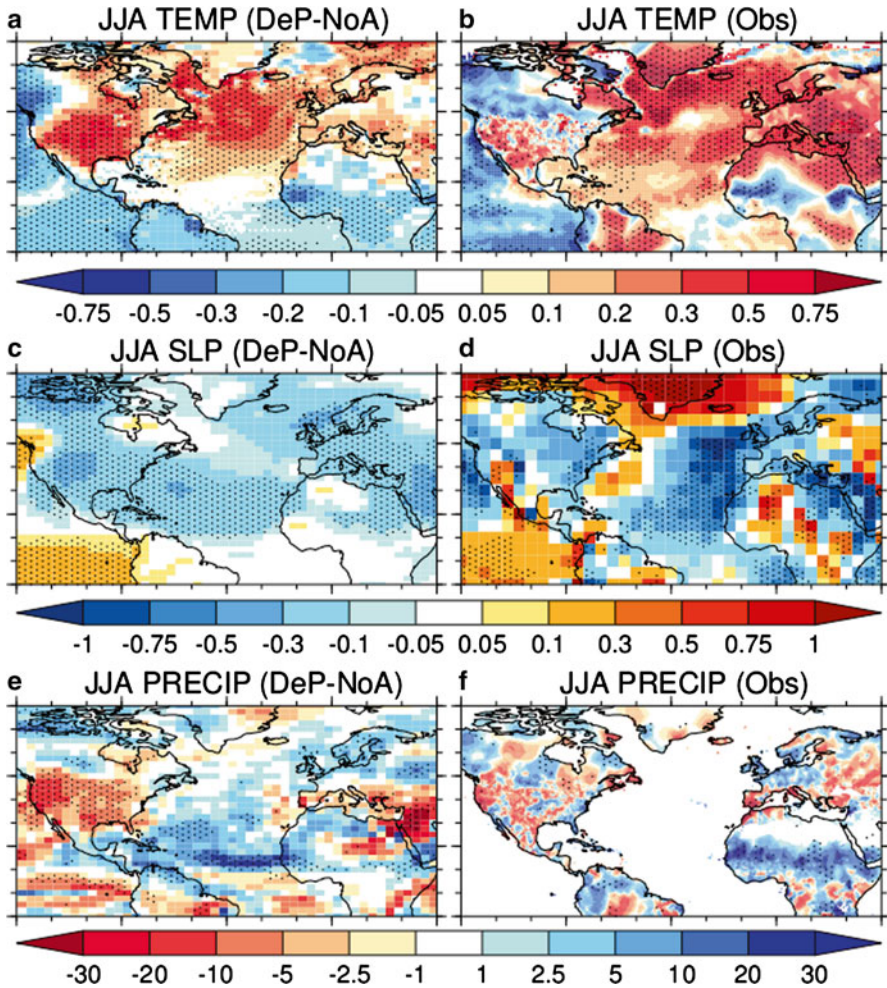 a JJA TEMP (DeP-NoA)
b JJA TEMP (Obs)
-0.75 -0.5 -0.3 -0.2 -0.1 -0.05 0.05 0.1 0.2 0.3 0.5 0.75
c JJA SLP (DeP-NoA)
d JJA SLP (Obs)
-1 -0.75 -0.5 -0.3 -0.1 -0.05 0.05 0.1 0.3 0.5 0.75 1
e JJA PRECIP (DeP-NoA)
f JJA PRECIP (Obs)
-30 -20 -10 -5 -2.5 -1 1 2.5 5 10 20 30